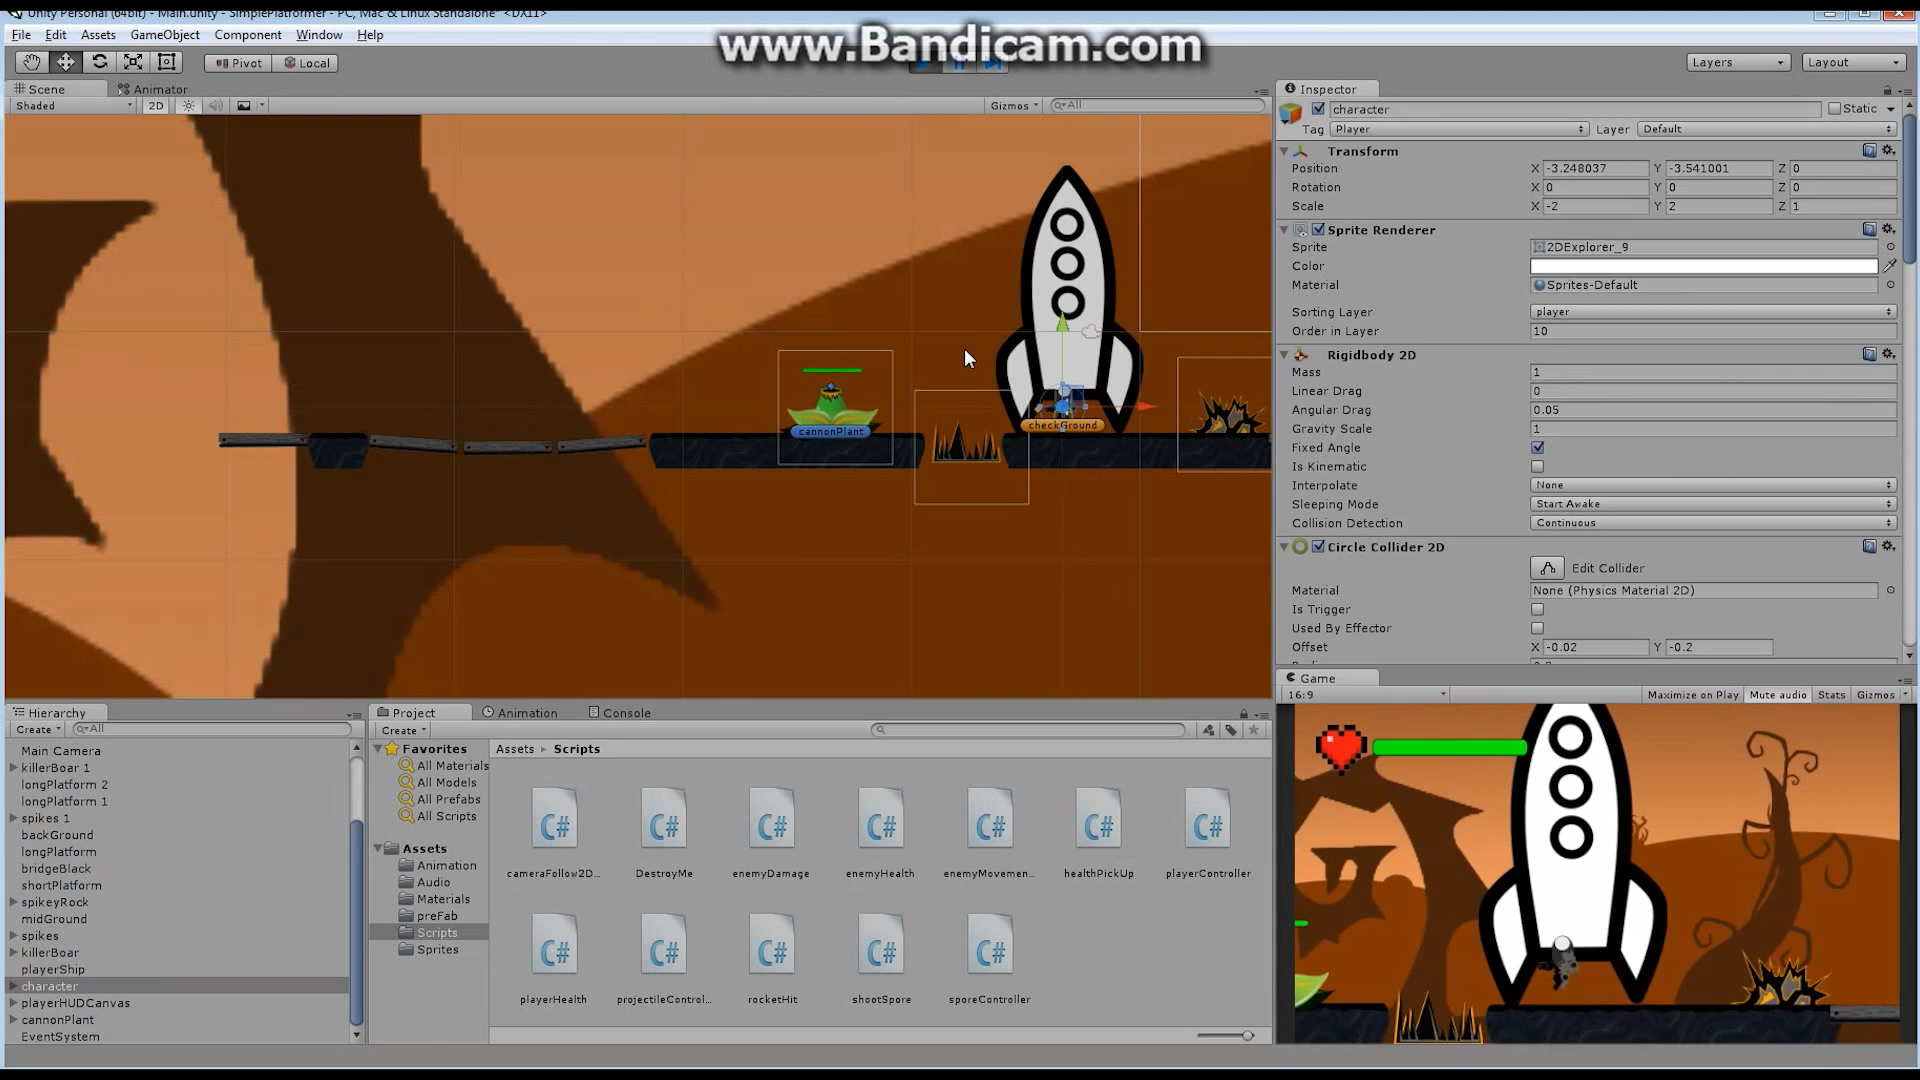 Unity Personal (64bit) - Main.unity - SimplePlatformer - PC, Mac & Linux Standalone* <DX11>
www.Bandicam.com
File Edit Assets GameObject Component Window Help
Pivot Local Layers Layout
Scene Animator
Shaded 2D Gizmos All
Inspector
character Static
Tag Player Layer Default
Transform
Position X -3.248037 Y -3.541001 Z 0
Rotation X 0 Y 0 Z 0
Scale X -2 Y 2 Z 1
Sprite Renderer
Sprite 2DExplorer_9
Color
Material Sprites-Default
Sorting Layer player
Order in Layer 10
Rigidbody 2D
Mass 1
Linear Drag 0
Angular Drag 0.05
Gravity Scale 1
Fixed Angle
Is Kinematic
Interpolate None
Sleeping Mode Start Awake
Collision Detection Continuous
Circle Collider 2D
Edit Collider
Material None (Physics Material 2D)
Is Trigger
Used By Effector
Offset X -0.02 Y -0.2
cannonPlant
checkGround
Game
16:9 Maximize on Play Mute audio Stats Gizmos
Hierarchy
Create All
Main Camera
killerBoar 1
longPlatform 2
longPlatform 1
spikes 1
backGround
longPlatform
bridgeBlack
shortPlatform
spikeyRock
midGround
spikes
killerBoar
playerShip
character
playerHUDCanvas
cannonPlant
EventSystem
Project Animation Console
Create
Favorites
All Materials
All Models
All Prefabs
All Scripts
Assets
Animation
Audio
Materials
preFab
Scripts
Sprites
Assets Scripts
C# C# C# C# C# C# C#
cameraFollow2D... DestroyMe enemyDamage enemyHealth enemyMovemen... healthPickUp playerController
C# C# C# C# C#
playerHealth projectileControl... rocketHit shootSpore sporeController